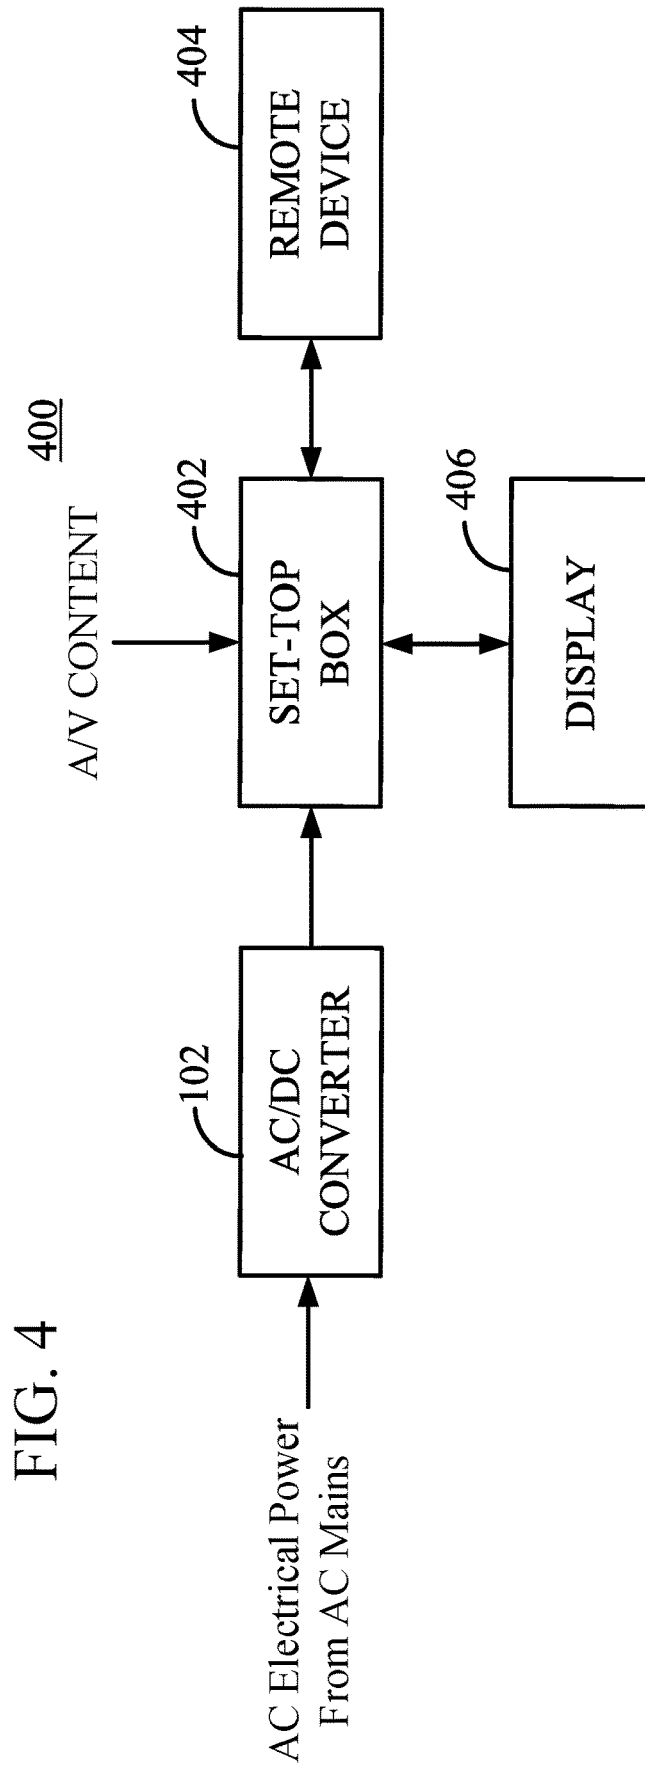 FIG. 4
400
A/V CONTENT
AC Electrical Power
From AC Mains
102
AC/DC
CONVERTER
402
SET-TOP
BOX
404
REMOTE
DEVICE
406
DISPLAY